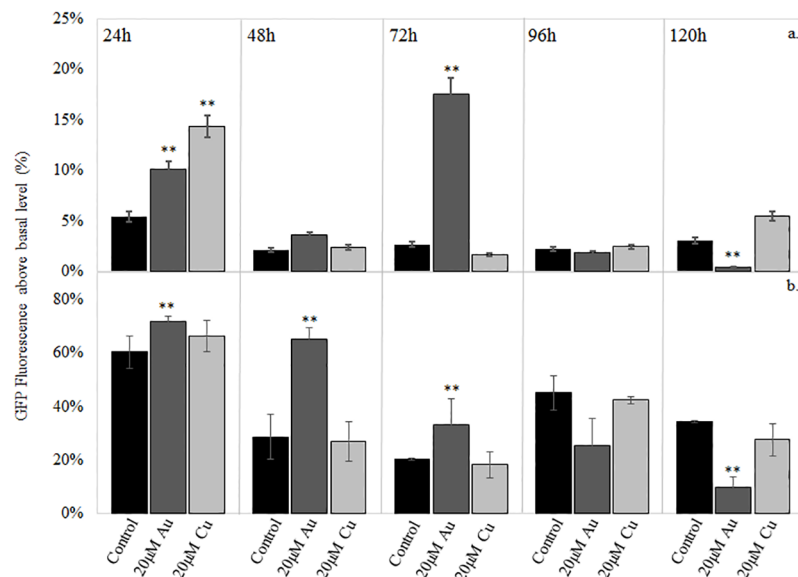 25%
24h
48h
72h
96h
120h
a.
20%
**
**
15%
**
10%
5%
**
0%
GFP Fluorescence above basal level (%)
b.
80%
**
**
60%
**
40%
**
20%
0%
Control
20µM Au
20µM Cu
Control
20µM Au
20µM Cu
Control
20µM Au
20µM Cu
Control
20µM Au
20µM Cu
Control
20µM Au
20µM Cu